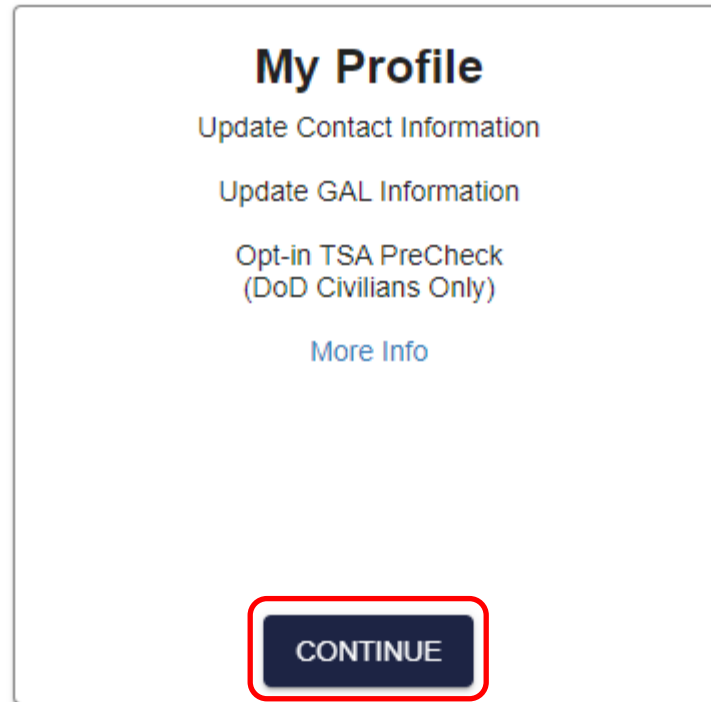 My Profile
Update Contact Information
Update GAL Information
Opt-in TSA PreCheck
(DoD Civilians Only)
More Info
CONTINUE